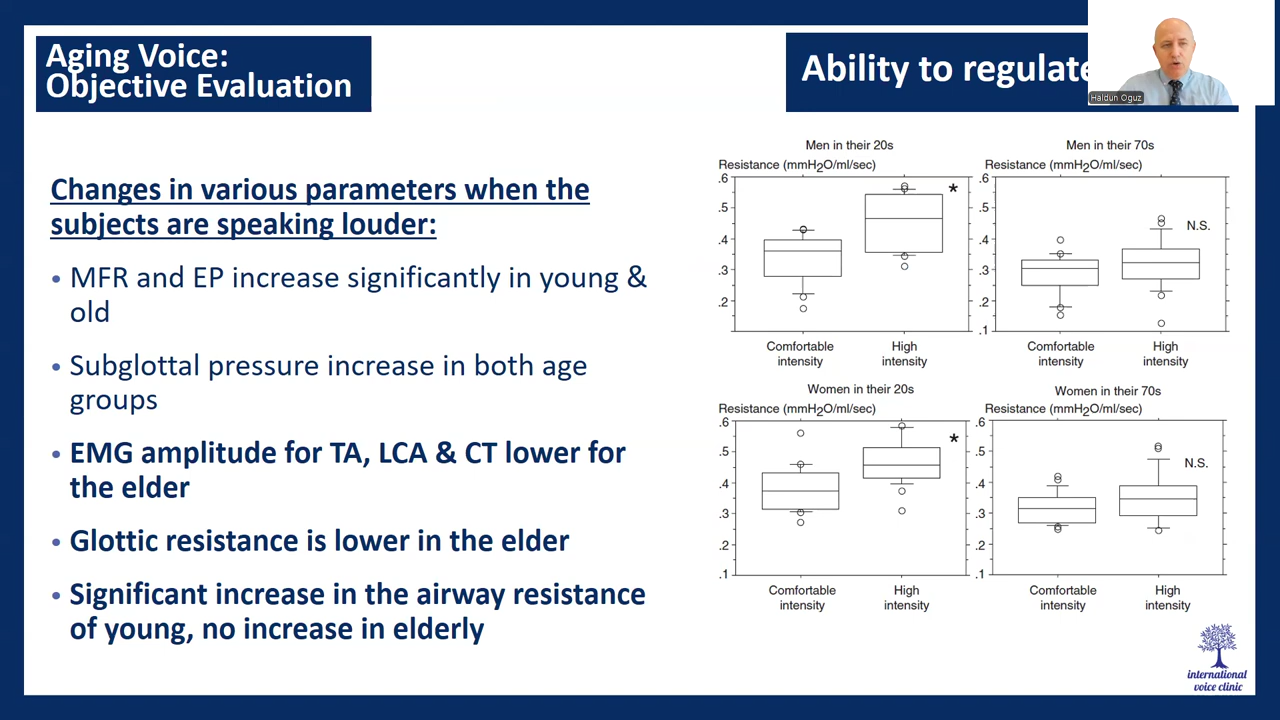 Aging Voice:
Objective Evaluation
Ability to regulate
Haldun Oguz
Changes in various parameters when the
subjects are speaking louder:
• MFR and EP increase significantly in young &
old
• Subglottal pressure increase in both age
groups
• EMG amplitude for TA, LCA & CT lower for
the elder
• Glottic resistance is lower in the elder
• Significant increase in the airway resistance
of young, no increase in elderly
Men in their 20s
Resistance (mmH2O/ml/sec)
.6
.5
.4
.3
.2
*
Comfortable
intensity
High
intensity
Men in their 70s
Resistance (mmH2O/ml/sec)
.6
.5
.4
.3
.2
.1
N.S.
Comfortable
intensity
High
intensity
Women in their 20s
Resistance (mmH2O/ml/sec)
.6
.5
.4
.3
.2
.1
*
Comfortable
intensity
High
intensity
Women in their 70s
Resistance (mmH2O/ml/sec)
.6
.5
.4
.3
.2
.1
N.S.
Comfortable
intensity
High
intensity
international
voice clinic